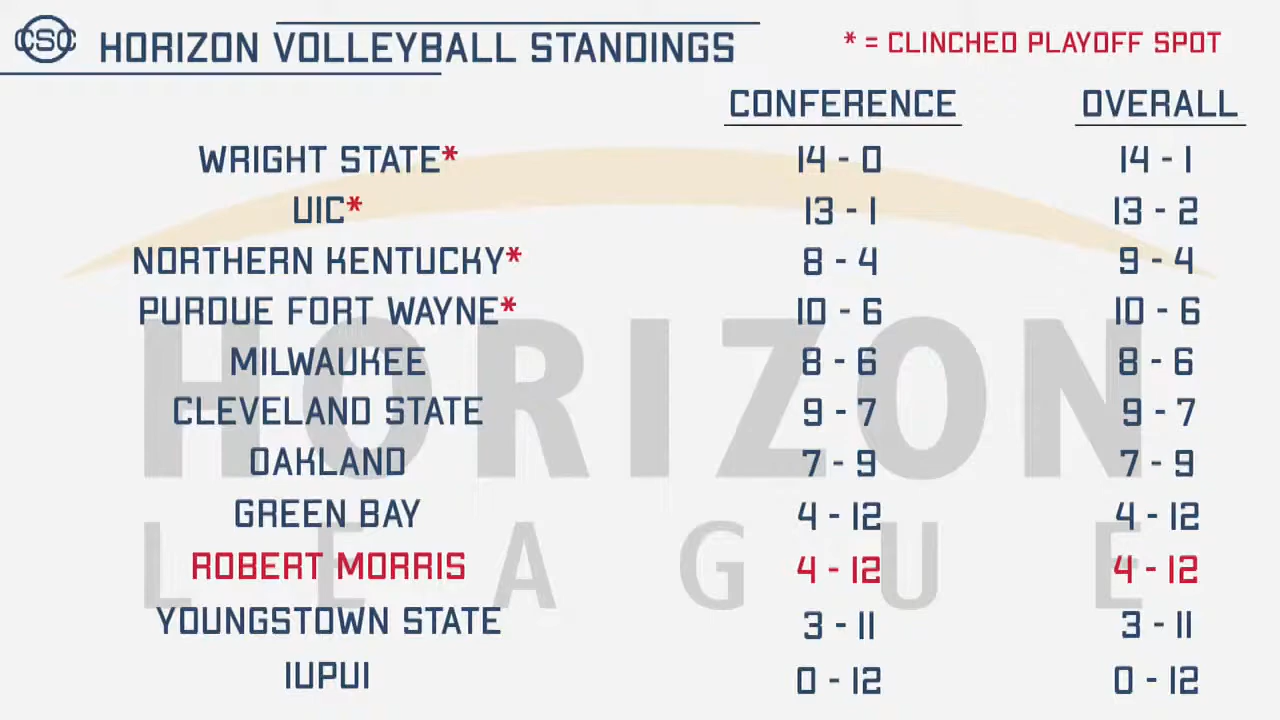 CSC
HORIZON VOLLEYBALL STANDINGS
* = CLINCHED PLAYOFF SPOT
CONFERENCE OVERALL
WRIGHT STATE* 14 - 0 14 - 1
UIC* 13 - 1 13 - 2
NORTHERN KENTUCKY* 8 - 4 9 - 4
PURDUE FORT WAYNE* 10 - 6 10 - 6
MILWAUKEE 8 - 6 8 - 6
CLEVELAND STATE 9 - 7 9 - 7
OAKLAND 7 - 9 7 - 9
GREEN BAY 4 - 12 4 - 12
ROBERT MORRIS 4 - 12 4 - 12
YOUNGSTOWN STATE 3 - 11 3 - 11
IUPUI 0 - 12 0 - 12
HORIZON
LEAGUE